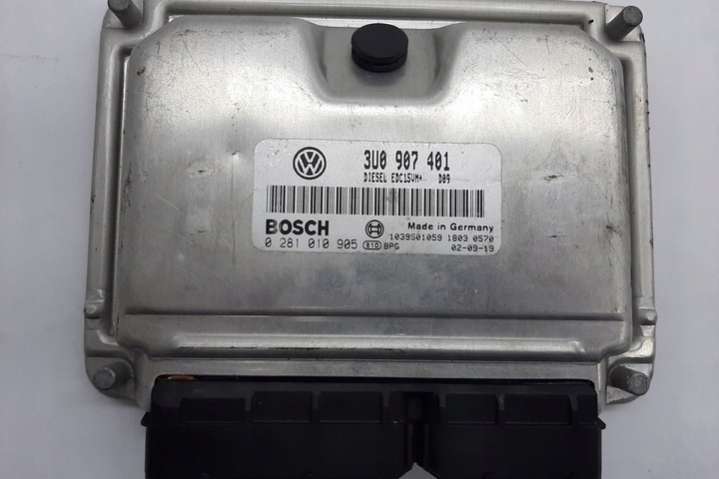 3U0 907 401
DIESEL EDC15VM+ D09
BOSCH
Made in Germany
0 281 010 905 BPG
1039S01059 1803 0570
02-09-19